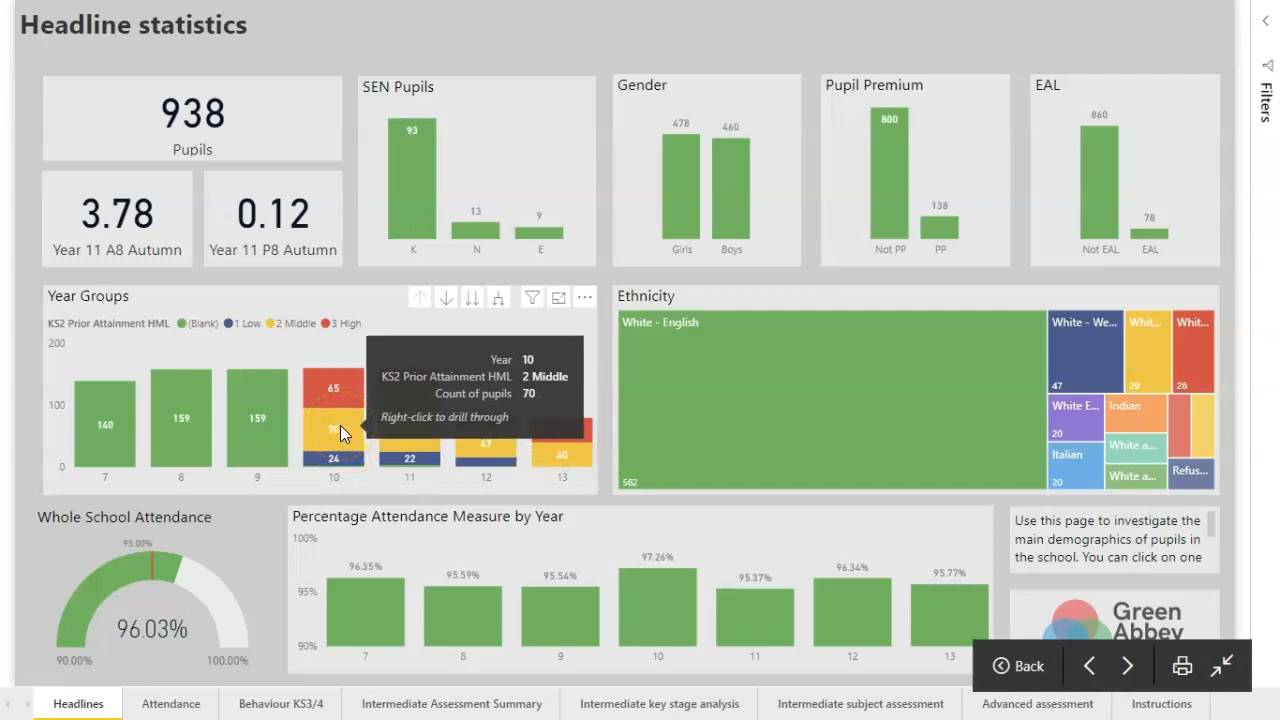 Headline statistics
Filters
938
Pupils
3.78
Year 11 A8 Autumn
0.12
Year 11 P8 Autumn
SEN Pupils
93
13
9
K
N
E
Gender
478
460
Girls
Boys
Pupil Premium
800
138
Not PP
PP
EAL
860
78
Not EAL
EAL
Year Groups
KS2 Prior Attainment HML
(Blank)
1 Low
2 Middle
3 High
200
100
0
140
159
159
65
24
22
47
40
7
8
9
10
11
12
13
Year 10
KS2 Prior Attainment HML 2 Middle
Count of pupils 70
Right-click to drill through
Ethnicity
White - English
562
White - We...
47
Whit...
29
Whit...
26
White E...
20
Italian
20
Indian
White a...
White a...
Refus...
Whole School Attendance
95.00%
96.03%
90.00%
100.00%
Percentage Attendance Measure by Year
100%
95%
90%
96.35%
95.59%
95.54%
97.26%
95.37%
96.34%
95.77%
7
8
9
10
11
12
13
Use this page to investigate the
main demographics of pupils in
the school. You can click on one
Green
Abbey
Back
Headlines
Attendance
Behaviour KS3/4
Intermediate Assessment Summary
Intermediate key stage analysis
Intermediate subject assessment
Advanced assessment
Instructions